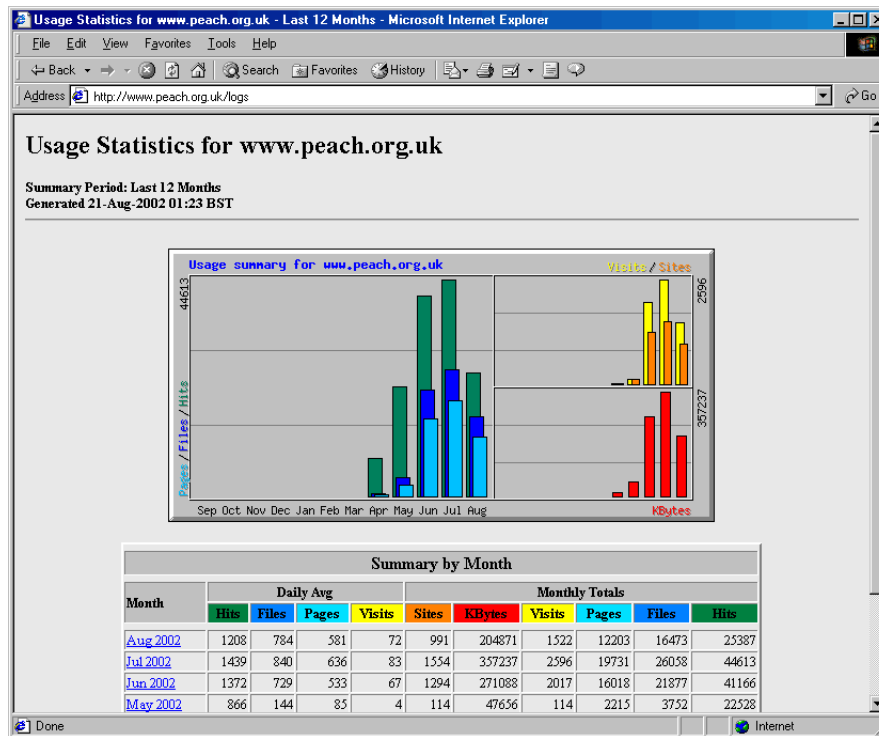 Usage Statistics for www.peach.org.uk - Last 12 Months - Microsoft Internet Explorer
File Edit View Favorites Tools Help
Back Search Favorites History
Address http://www.peach.org.uk/logs Go
Usage Statistics for www.peach.org.uk
Summary Period: Last 12 Months
Generated 21-Aug-2002 01:23 BST
Usage summary for www.peach.org.uk
Visits / Sites
44613
2596
Pages / Files / Hits
357237
Sep Oct Nov Dec Jan Feb Mar Apr May Jun Jul Aug
KBytes
Summary by Month
Month Daily Avg Monthly Totals
Hits Files Pages Visits Sites KBytes Visits Pages Files Hits
Aug 2002 1208 784 581 72 991 204871 1522 12203 16473 25387
Jul 2002 1439 840 636 83 1554 357237 2596 19731 26058 44613
Jun 2002 1372 729 533 67 1294 271088 2017 16018 21877 41166
May 2002 866 144 85 4 114 47656 114 2215 3752 22528
Done Internet